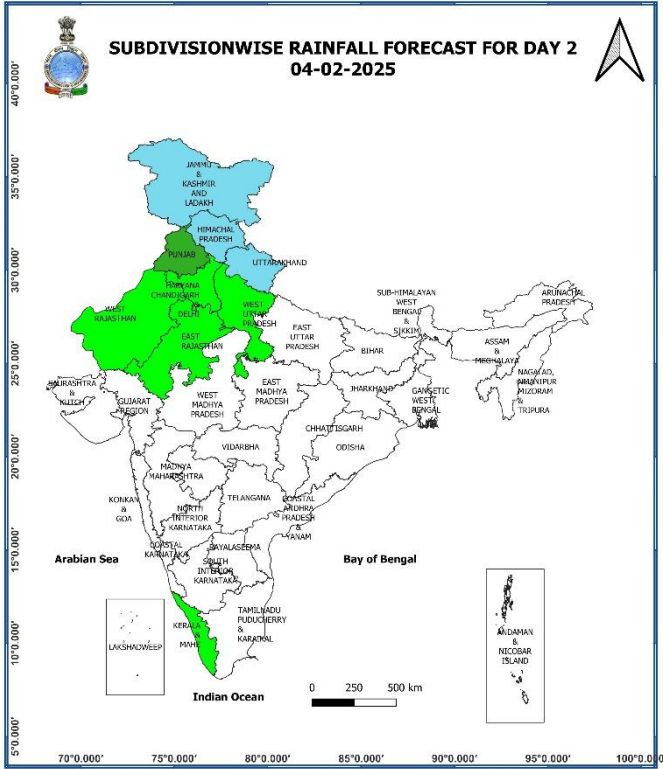 SUBDIVISIONWISE RAINFALL FORECAST FOR DAY 2
04-02-2025
40°0.000'
35°0.000'
30°0.000'
25°0.000'
20°0.000'
15°0.000'
10°0.000'
5°0.000'
JAMMU
&
KASHMIR
AND
LADAKH
HIMACHAL
PRADESH
PUNJAB
UTTARAKHAND
HARYANA
CHANDIGARH
&
DELHI
WEST
RAJASTHAN
WEST
UTTAR
PRADESH
EAST
RAJASTHAN
EAST
UTTAR
PRADESH
SUB-HIMALAYAN
WEST
BENGAL
&
SIKKIM
ARUNACHAL
PRADESH
ASSAM
&
MEGHALAYA
BIHAR
MIZORAM
&
TRIPURA
SAURASHTRA
&
KUTCH
GUJARAT
REGION
WEST
MADHYA
PRADESH
EAST
MADHYA
PRADESH
JHARKHAND
GANGETIC
WEST
BENGAL
CHHATTISGARH
ODISHA
VIDARBHA
MADHYA
MAHARASHTRA
KONKAN
&
GOA
TELANGANA
NORTH
INTERIOR
KARNATAKA
COASTAL
ANDHRA
PRADESH
&
YANAM
COASTAL
KARNATAKA
RAYALASEEMA
SOUTH
INTERIOR
KARNATAKA
Arabian Sea
Bay of Bengal
LAKSHADWEEP
KERALA
&
MAHE
TAMILNADU
PUDUCHERRY
&
KARAIKAL
ANDAMAN
&
NICOBAR
ISLAND
Indian Ocean
0 250 500 km
70°0.000' 75°0.000' 80°0.000' 85°0.000' 90°0.000' 95°0.000'